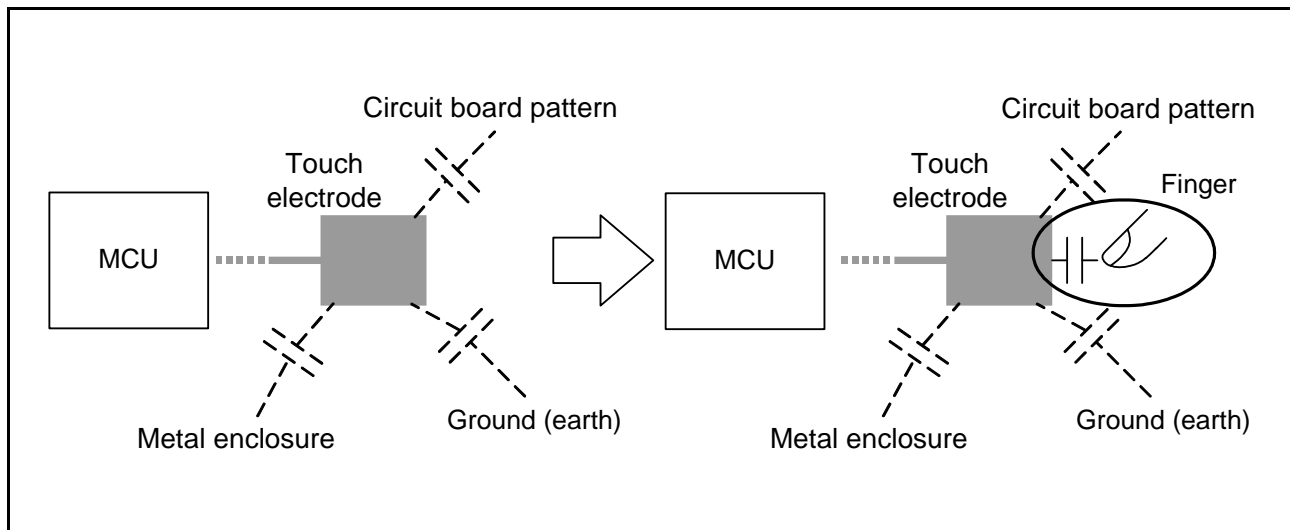 Circuit board pattern
Touch
electrode
MCU
Metal enclosure
Ground (earth)
Circuit board pattern
Touch
electrode
Finger
MCU
Metal enclosure
Ground (earth)